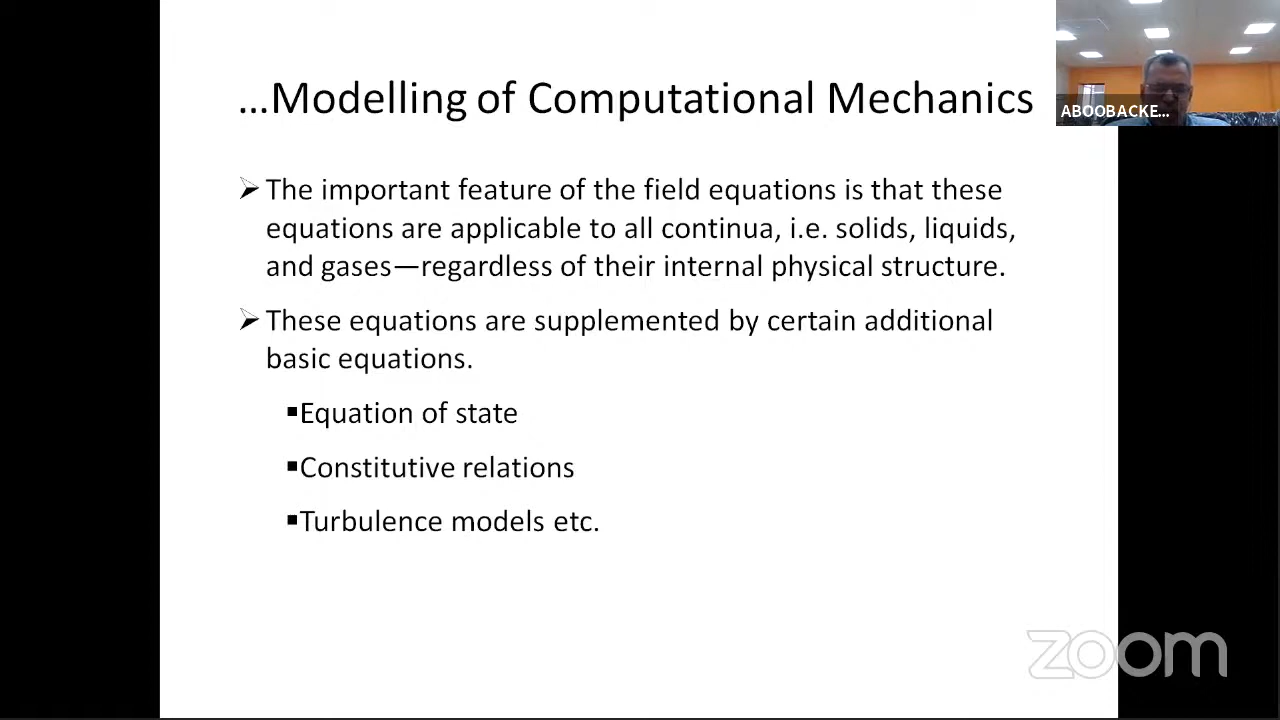 ...Modelling of Computational Mechanics
ABOOBACKE...
➢The important feature of the field equations is that these
equations are applicable to all continua, i.e. solids, liquids,
and gases—regardless of their internal physical structure.
➢These equations are supplemented by certain additional
basic equations.
▪Equation of state
▪Constitutive relations
▪Turbulence models etc.
zoom